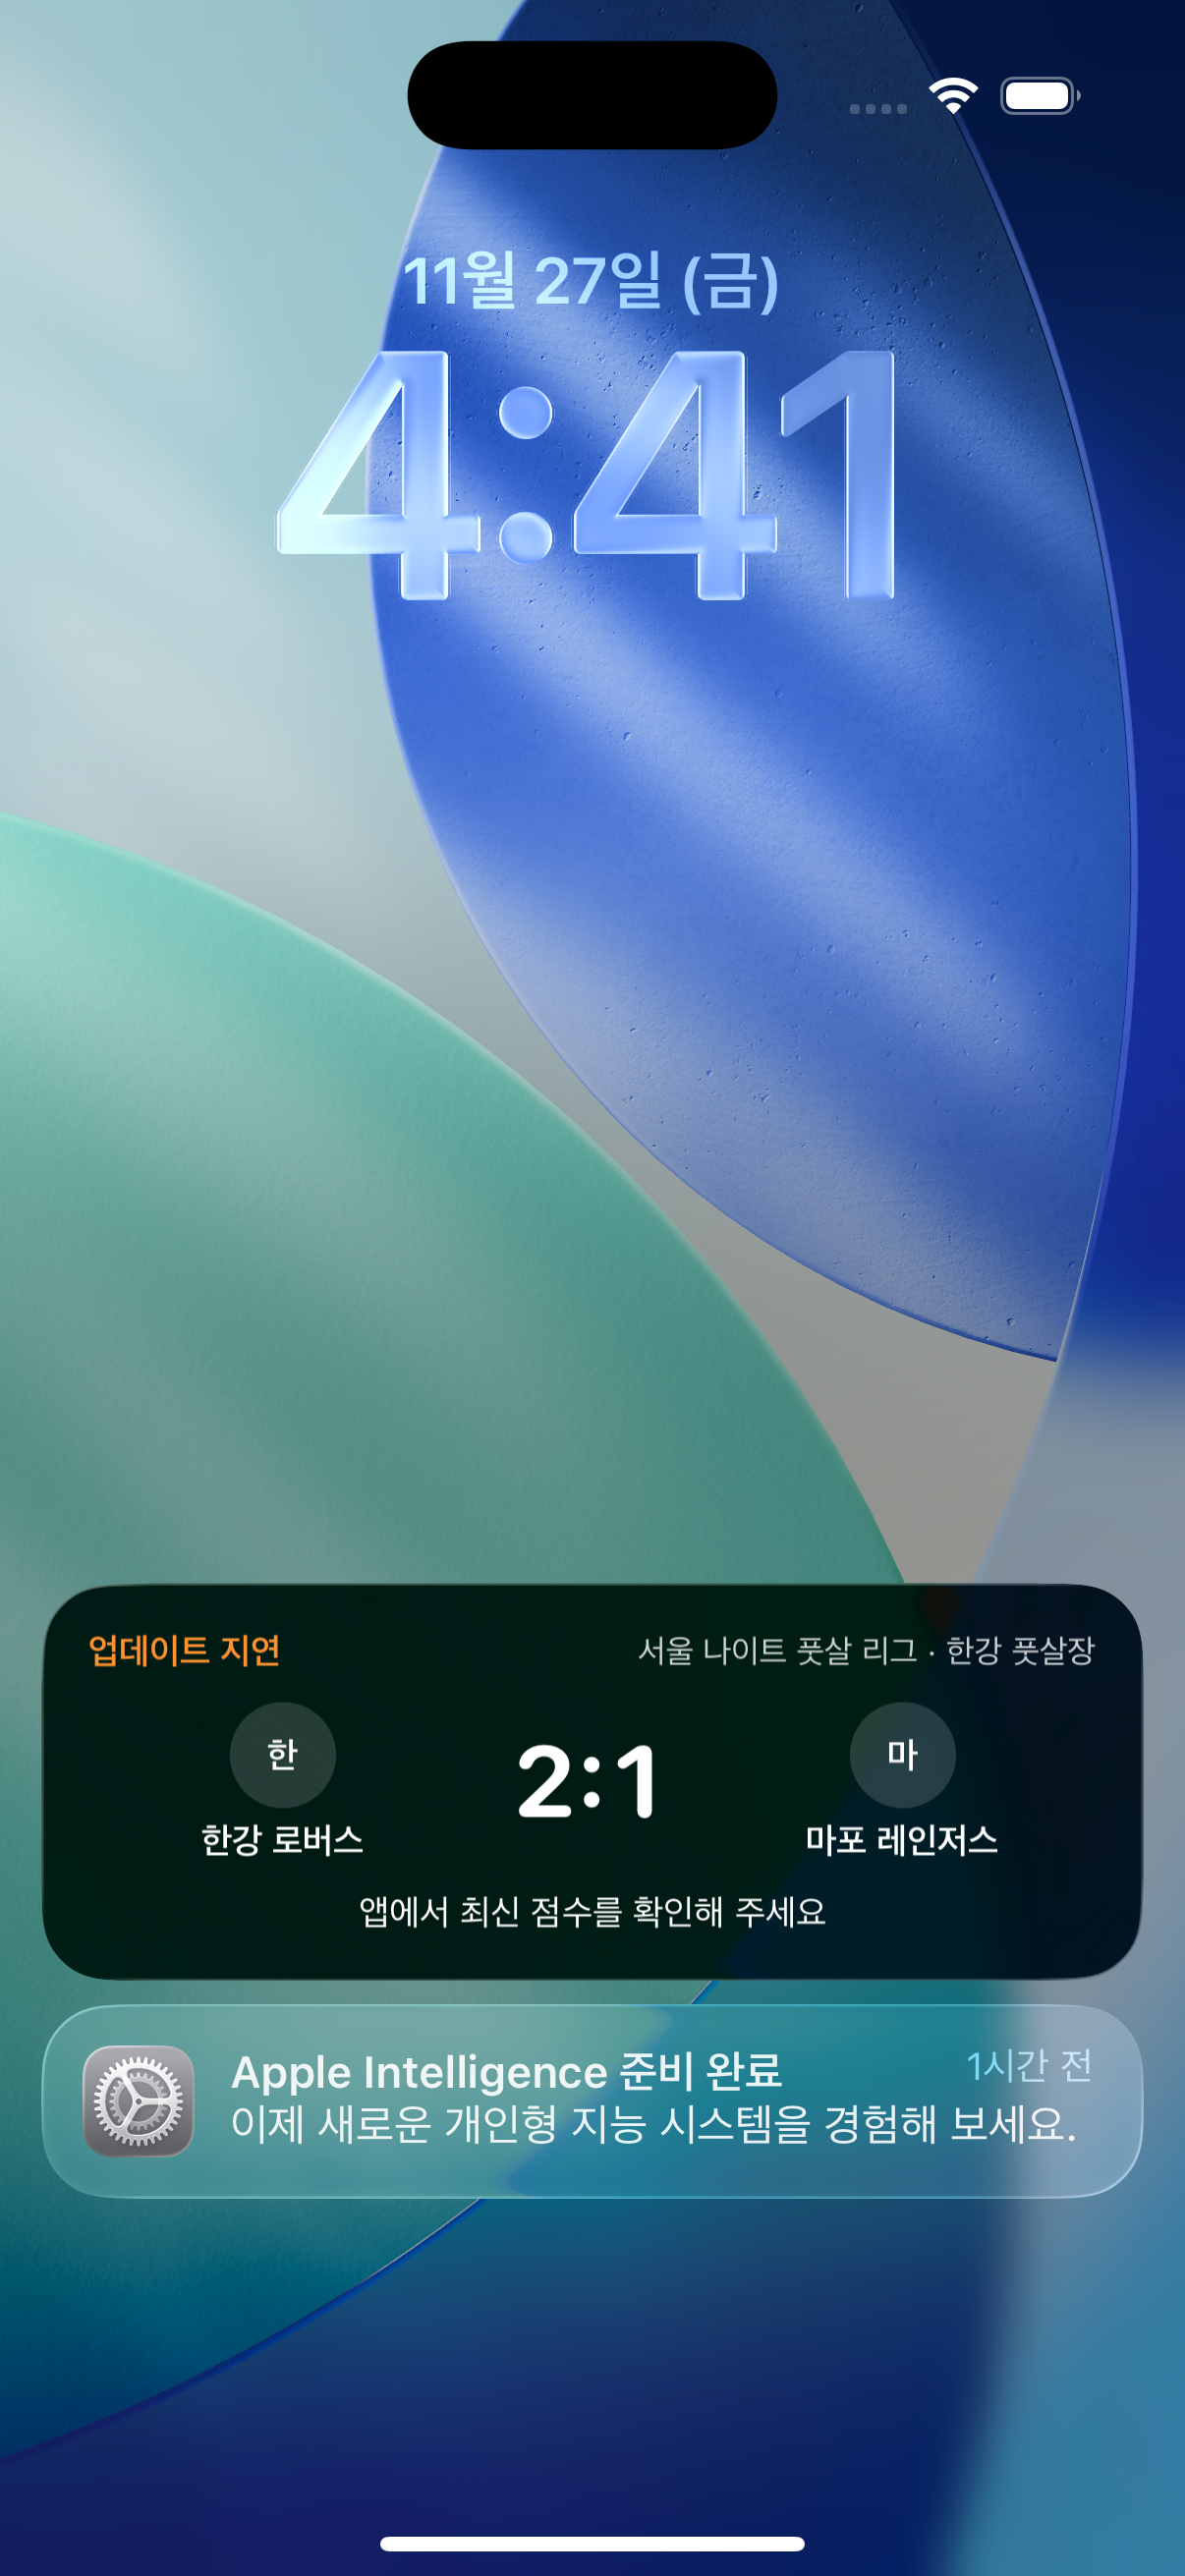 11월 27일 (금)
4:41
업데이트 지연
서울 나이트 풋살 리그 · 한강 풋살장
한
2:1
마
한강 로버스
마포 레인저스
앱에서 최신 점수를 확인해 주세요
Apple Intelligence 준비 완료
1시간 전
이제 새로운 개인형 지능 시스템을 경험해 보세요.